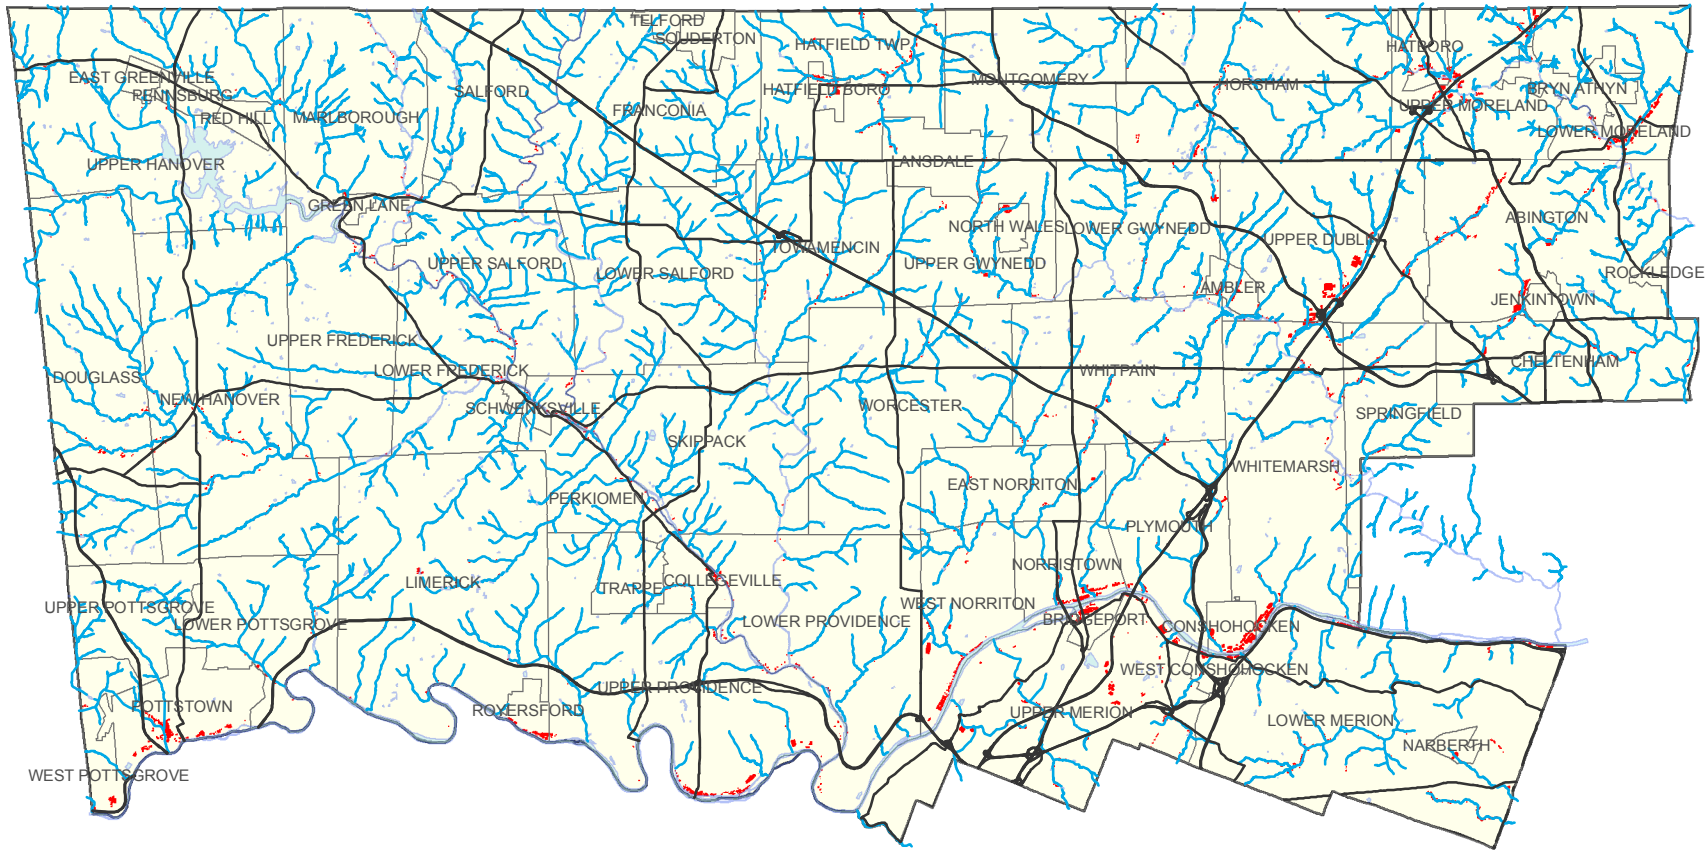 TELFORD
SOUDERTON
HATFIELD TWP
HATBORO
EAST GREENVILLE
PENNSBURG
RED HILL
MARLBOROUGH
SALFORD
FRANCONIA
HATFIELD BORO
MONTGOMERY
HORSHAM
BRYN ATHYN
UPPER MORELAND
LOWER MORELAND
UPPER HANOVER
LANSDALE
GREEN LANE
NORTH WALES
LOWER GWYNEDD
ABINGTON
UPPER DUBLIN
TOWAMENCIN
UPPER SALFORD
LOWER SALFORD
UPPER GWYNEDD
ROCKLEDGE
AMBLER
JENKINTOWN
UPPER FREDERICK
LOWER FREDERICK
DOUGLASS
WHITPAIN
CHELTENHAM
NEW HANOVER
SCHWENKSVILLE
WORCESTER
SPRINGFIELD
SKIPPACK
WHITEMARSH
PERKIOMEN
EAST NORRITON
PLYMOUTH
NORRISTOWN
LIMERICK
TRAPPE
COLLEGEVILLE
UPPER POTTSGROVE
LOWER POTTSGROVE
WEST NORRITON
LOWER PROVIDENCE
BRIDGEPORT
CONSHOHOCKEN
WEST CONSHOHOCKEN
UPPER PROVIDENCE
POTTSTOWN
ROYERSFORD
UPPER MERION
LOWER MERION
NARBERTH
WEST POTTSGROVE